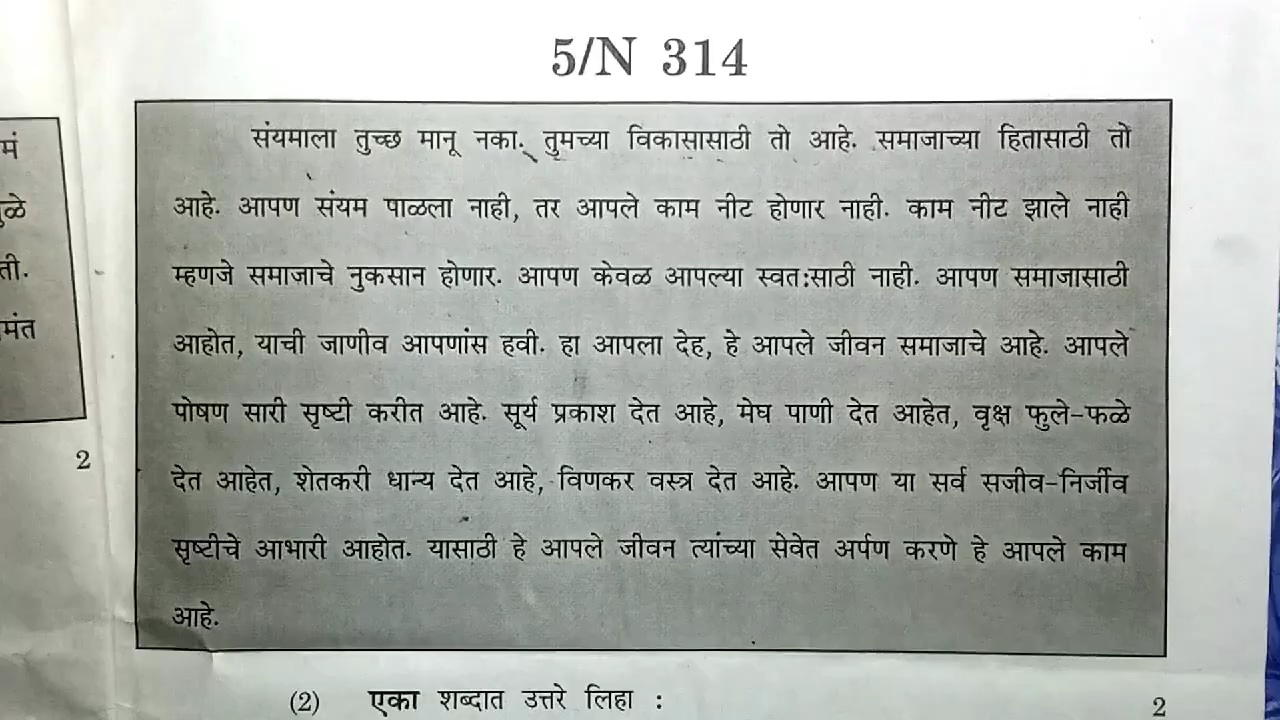 5/N 314
संयमाला तुच्छ मानू नका. तुमच्या विकासासाठी तो आहे. समाजाच्या हितासाठी तो
आहे. आपण संयम पाळला नाही, तर आपले काम नीट होणार नाही. काम नीट झाले नाही
म्हणजे समाजाचे नुकसान होणार. आपण केवळ आपल्या स्वतःसाठी नाही. आपण समाजासाठी
आहोत, याची जाणीव आपणांस हवी. हा आपला देह, हे आपले जीवन समाजाचे आहे. आपले
पोषण सारी सृष्टी करीत आहे. सूर्य प्रकाश देत आहे, मेघ पाणी देत आहेत, वृक्ष फुले-फळे
देत आहेत, शेतकरी धान्य देत आहे, विणकर वस्त्र देत आहे. आपण या सर्व सजीव-निर्जीव
सृष्टीचे आभारी आहोत. यासाठी हे आपले जीवन त्यांच्या सेवेत अर्पण करणे हे आपले काम
आहे.
2
(2) एका शब्दात उत्तरे लिहा : 2